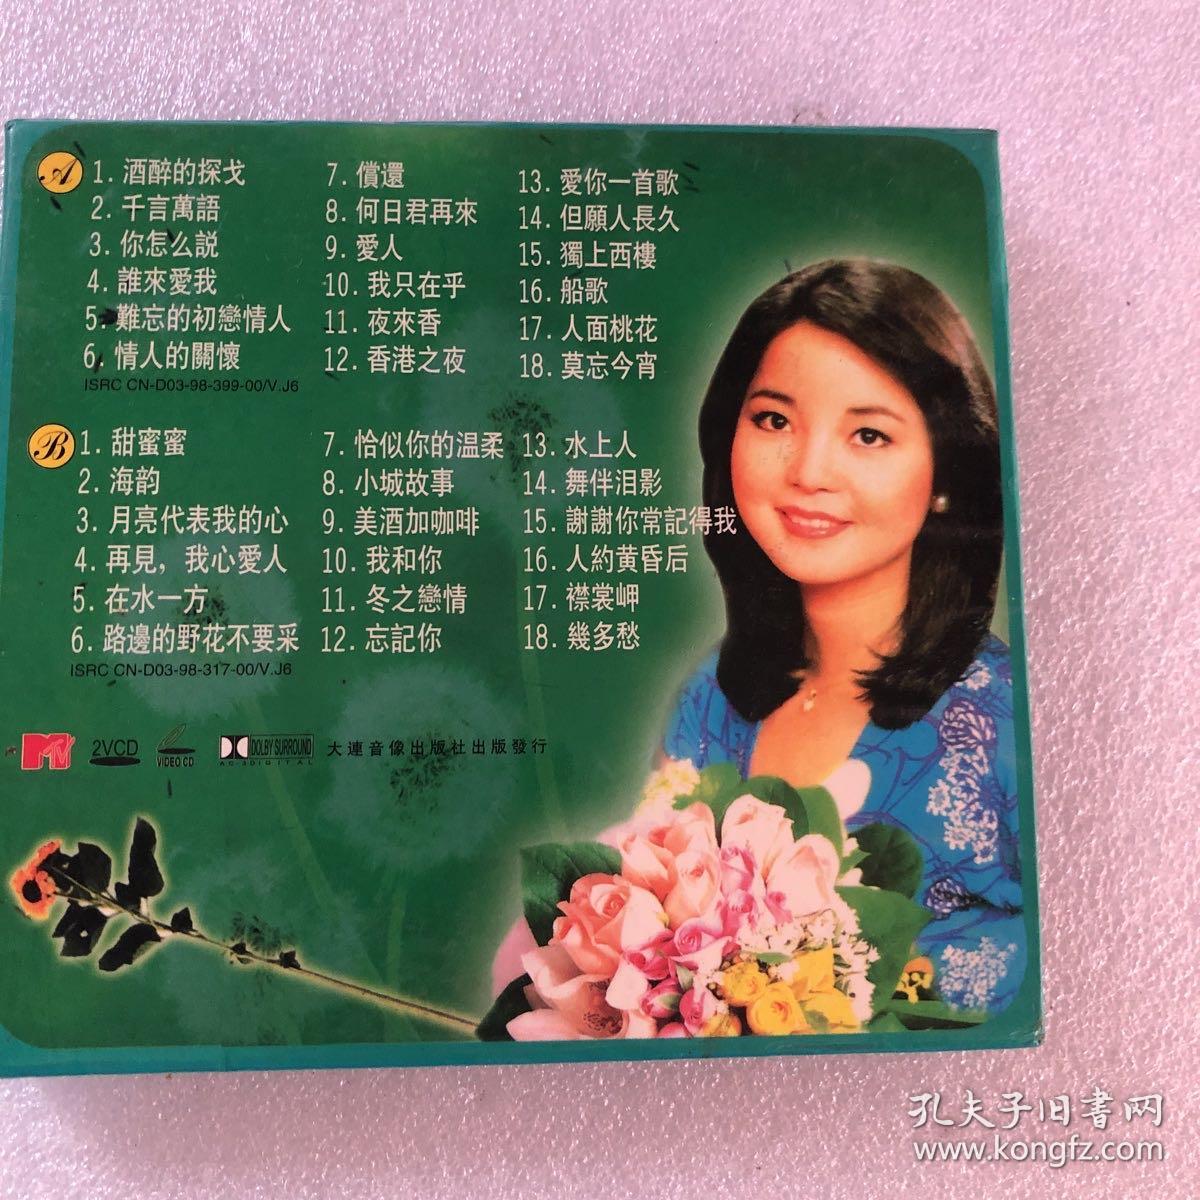 A
1. 酒醉的探戈
2. 千言萬語
3. 你怎么説
4. 誰來愛我
5. 難忘的初戀情人
6. 情人的關懷
ISRC CN-D03-98-399-00/V.J6
7. 償還
8. 何日君再來
9. 愛人
10. 我只在乎
11. 夜來香
12. 香港之夜
13. 愛你一首歌
14. 但願人長久
15. 獨上西樓
16. 船歌
17. 人面桃花
18. 莫忘今宵
B
1. 甜蜜蜜
2. 海韵
3. 月亮代表我的心
4. 再見，我心愛人
5. 在水一方
6. 路邊的野花不要采
ISRC CN-D03-98-317-00/V.J6
7. 恰似你的温柔
8. 小城故事
9. 美酒加咖啡
10. 我和你
11. 冬之戀情
12. 忘記你
13. 水上人
14. 舞伴泪影
15. 謝謝你常記得我
16. 人約黄昏后
17. 襟裳岬
18. 幾多愁
MTV
2VCD
VIDEO CD
DOLBY SURROUND
AC-3 DIGITAL
大連音像出版社出版發行
孔夫子旧書网
www.kongfz.com